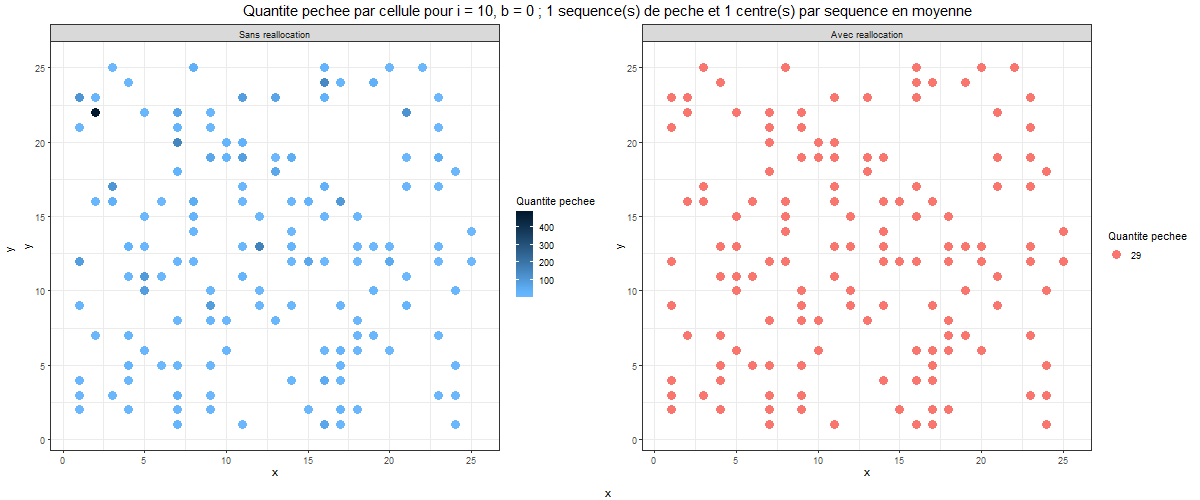 Quantite pechee par cellule pour i = 10, b = 0 ; 1 sequence(s) de peche et 1 centre(s) par sequence en moyenne
Sans reallocation
25
20
15
10
5
0
y
y
0 5 10 15 20 25
x
Quantite pechee
400
300
200
100
Avec reallocation
25
20
15
10
5
0
y
0 5 10 15 20 25
x
Quantite pechee
29
x